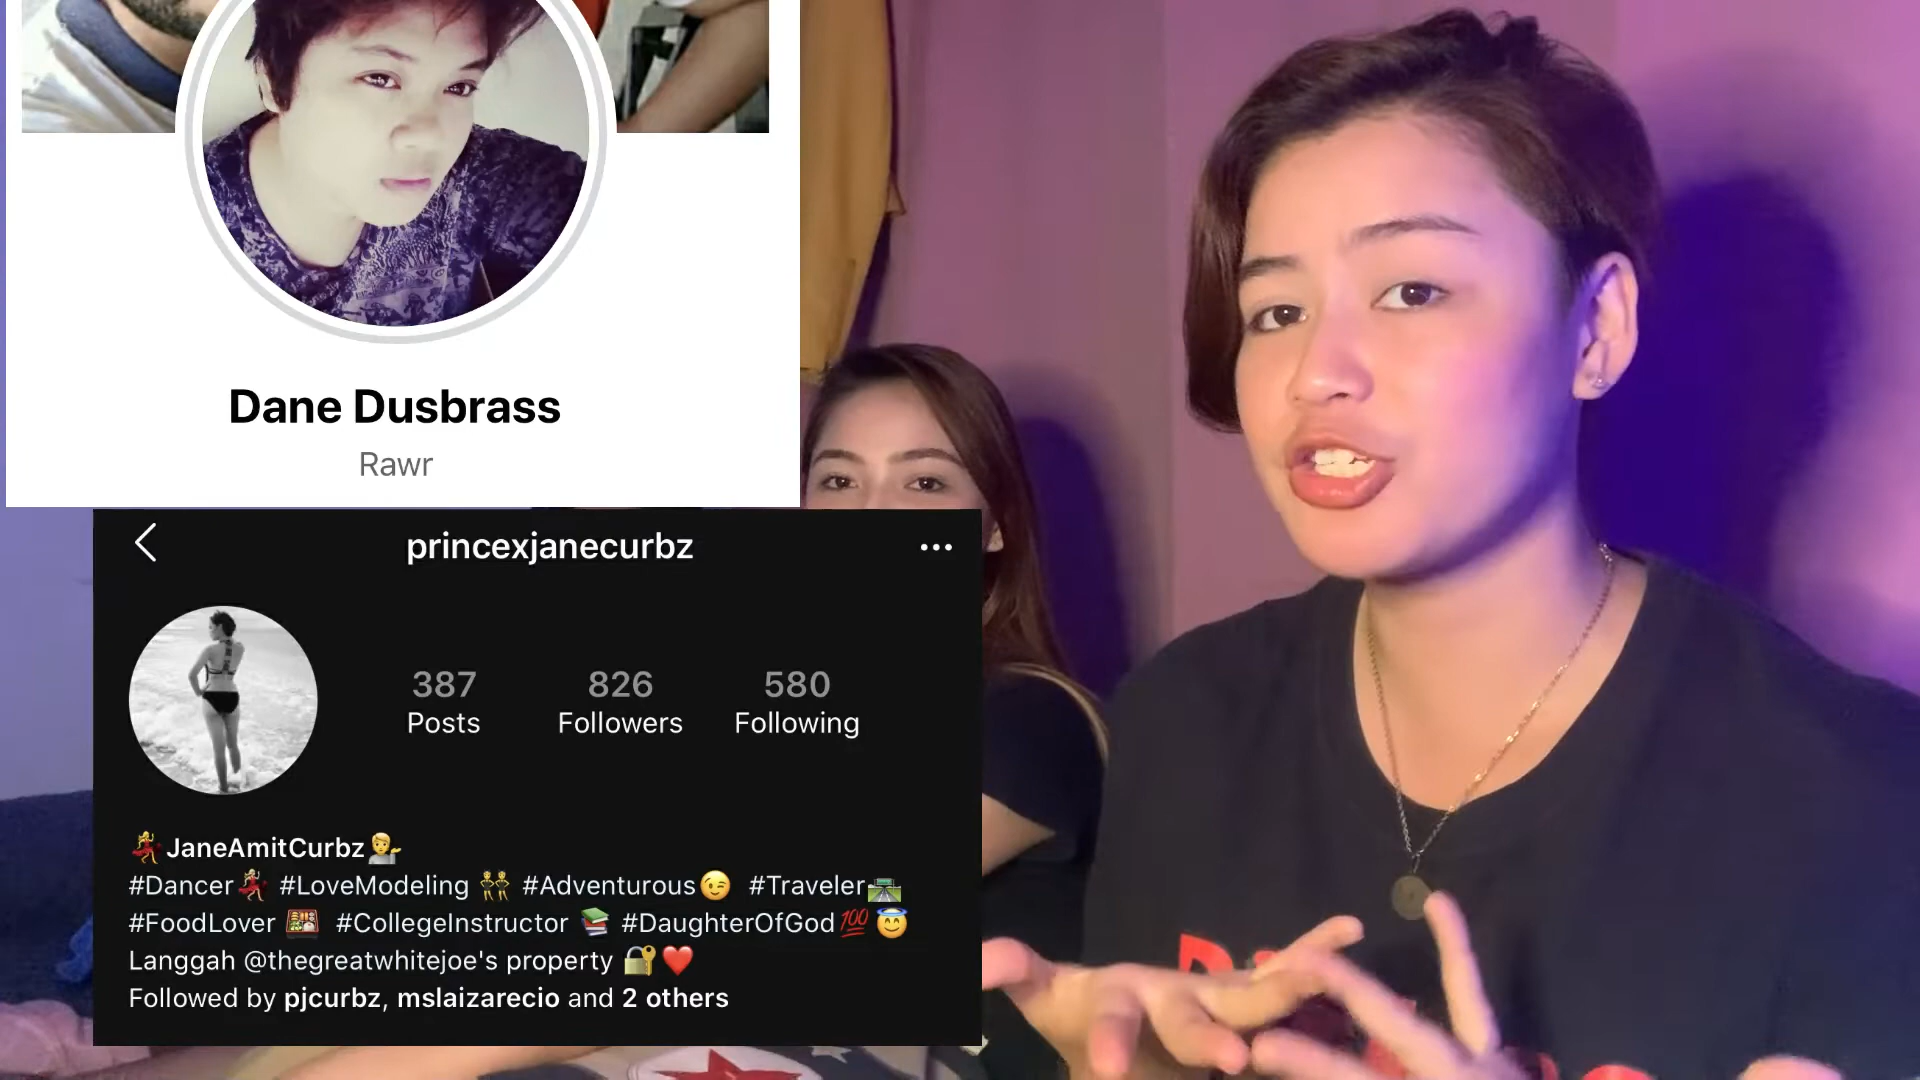 Dane Dusbrass
Rawr
princexjanecurbz
387 826 580
Posts Followers Following
💃JaneAmitCurbz💁
#Dancer💃 #LoveModeling 👯 #Adventurous😉 #Traveler🛣️
#FoodLover 🍱 #CollegeInstructor 📚 #DaughterOfGod💯😇
Langgah @thegreatwhitejoe's property 🔐❤️
Followed by pjcurbz, mslaizarecio and 2 others